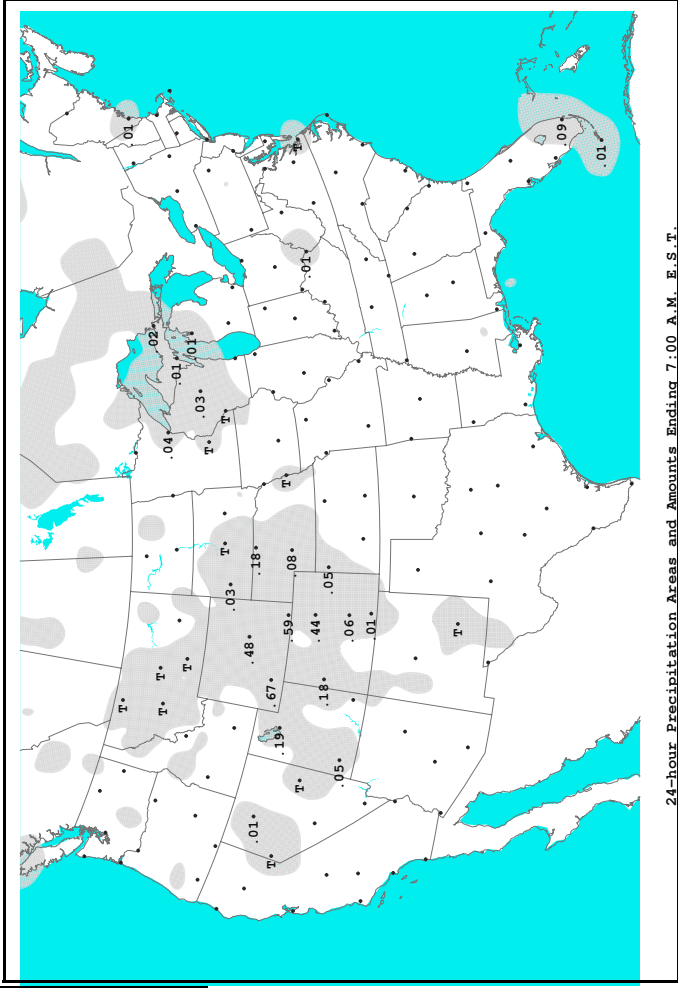 T
.01
.02
T
T
.04
.01
T
.01
.03
T
T
T
.03
.48
.01
.18
.67
T
.19
T
.59
.08
T
T
.01
.44
.18
.05
.05
.06
.01
T
.09
.01
24-hour Precipitation Areas and Amounts Ending 7:00 A.M. E.S.T.